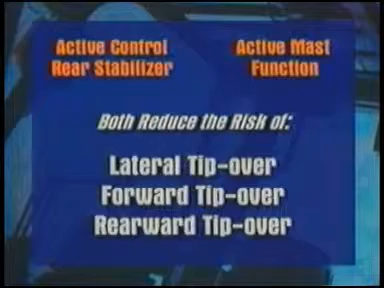 Active Control
Rear Stabilizer
Active Mast
Function
Both Reduce the Risk of:
Lateral Tip-over
Forward Tip-over
Rearward Tip-over